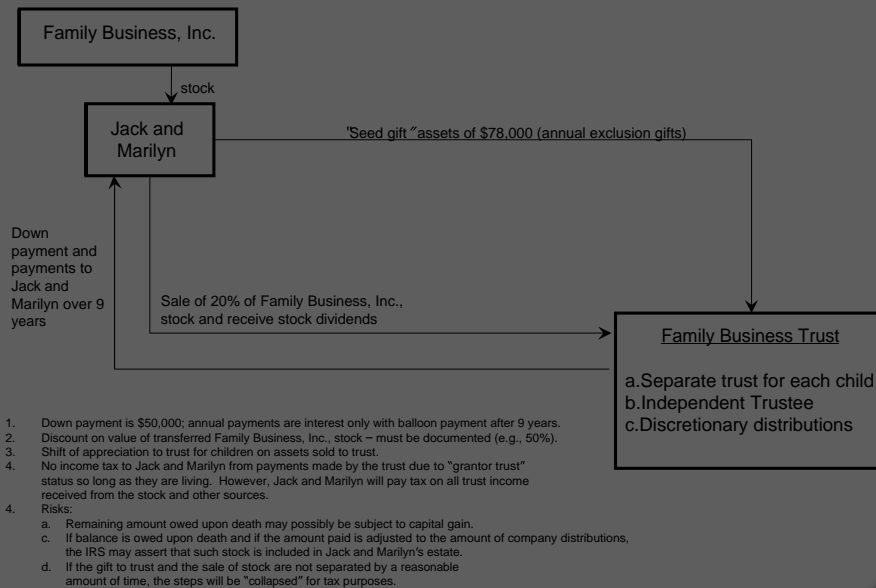 Family Business, Inc.
stock
Jack and
Marilyn
"Seed gift ″assets of $78,000 (annual exclusion gifts)
Down
payment and
payments to
Jack and
Marilyn over 9
years
Sale of 20% of Family Business, Inc.,
stock and receive stock dividends
Family Business Trust
a.Separate trust for each child
b.Independent Trustee
c.Discretionary distributions
1. Down payment is $50,000; annual payments are interest only with balloon payment after 9 years.
2. Discount on value of transferred Family Business, Inc., stock – must be documented (e.g., 50%).
3. Shift of appreciation to trust for children on assets sold to trust.
4. No income tax to Jack and Marilyn from payments made by the trust due to “grantor trust”
status so long as they are living. However, Jack and Marilyn will pay tax on all trust income
received from the stock and other sources.
4. Risks:
a. Remaining amount owed upon death may possibly be subject to capital gain.
c. If balance is owed upon death and if the amount paid is adjusted to the amount of company distributions,
the IRS may assert that such stock is included in Jack and Marilyn’s estate.
d. If the gift to trust and the sale of stock are not separated by a reasonable
amount of time, the steps will be “collapsed” for tax purposes.